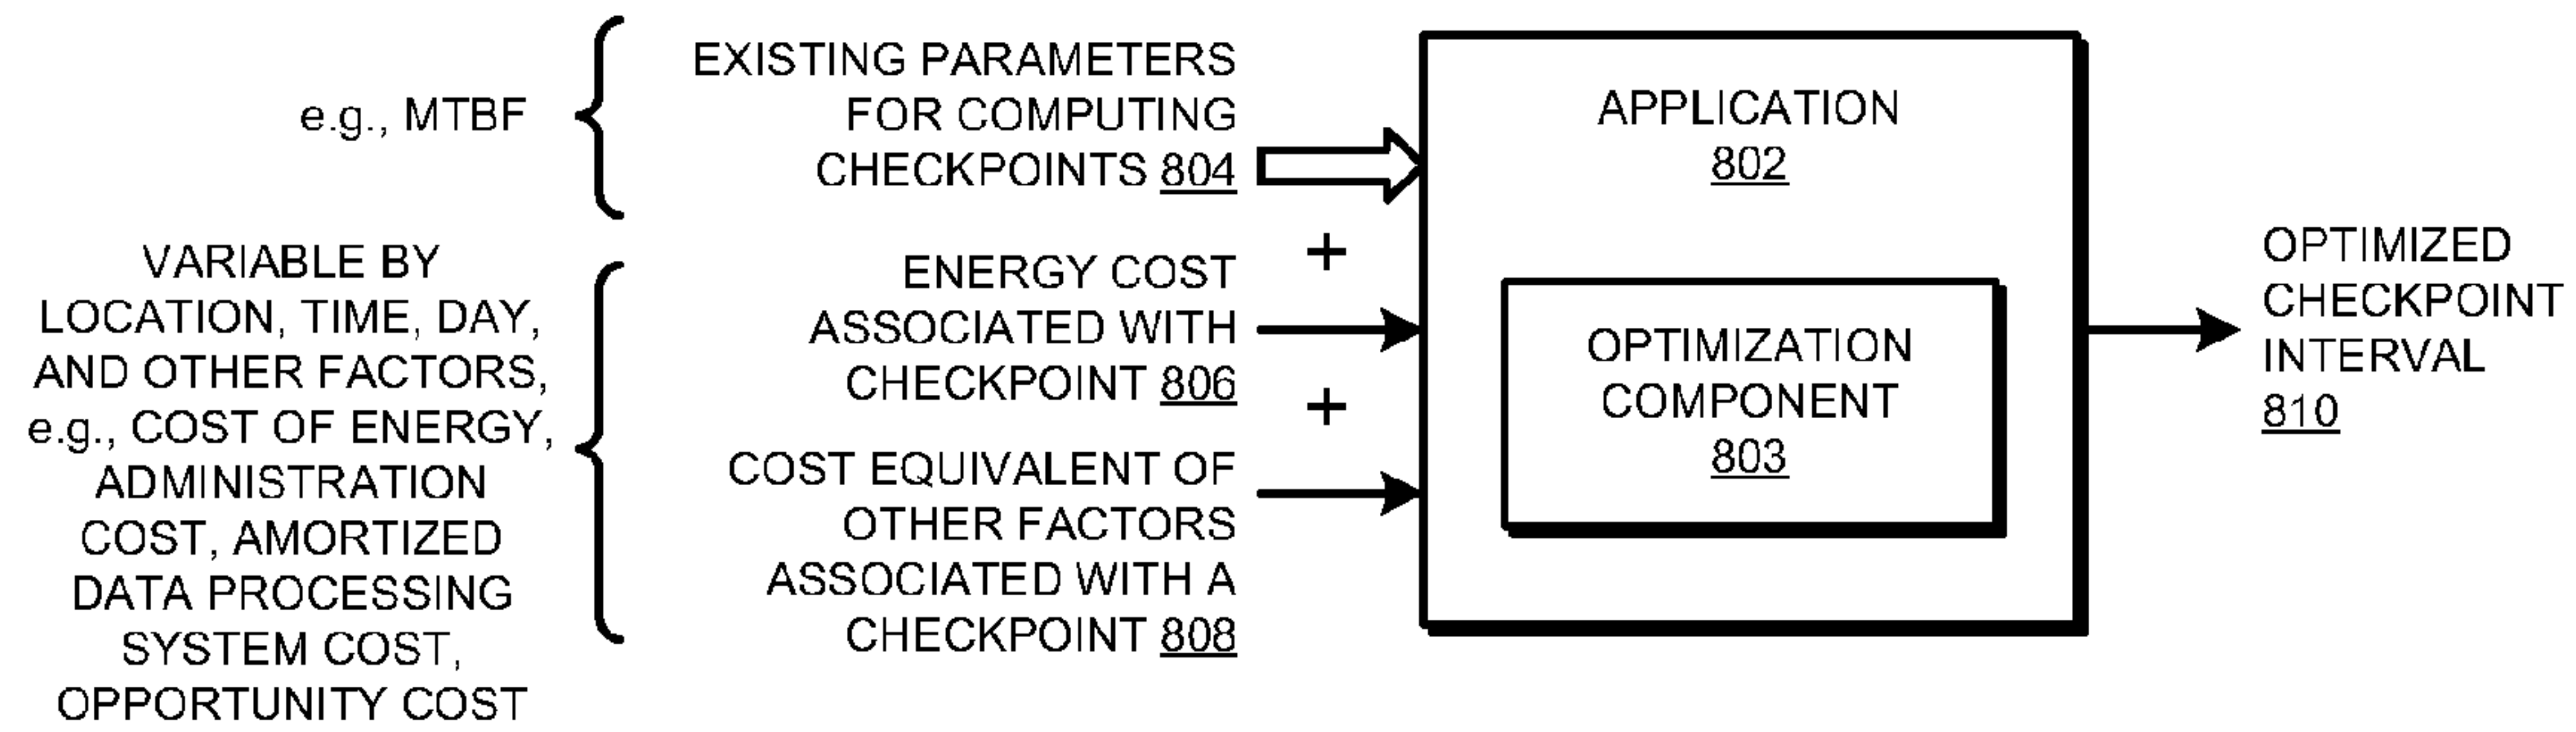 e.g., MTBF
EXISTING PARAMETERS
FOR COMPUTING
CHECKPOINTS 804
VARIABLE BY
LOCATION, TIME, DAY,
AND OTHER FACTORS,
e.g., COST OF ENERGY,
ADMINISTRATION
COST, AMORTIZED
DATA PROCESSING
SYSTEM COST,
OPPORTUNITY COST
+
ENERGY COST
ASSOCIATED WITH
CHECKPOINT 806
+
COST EQUIVALENT OF
OTHER FACTORS
ASSOCIATED WITH A
CHECKPOINT 808
APPLICATION
802
OPTIMIZATION
COMPONENT
803
OPTIMIZED
CHECKPOINT
INTERVAL
810